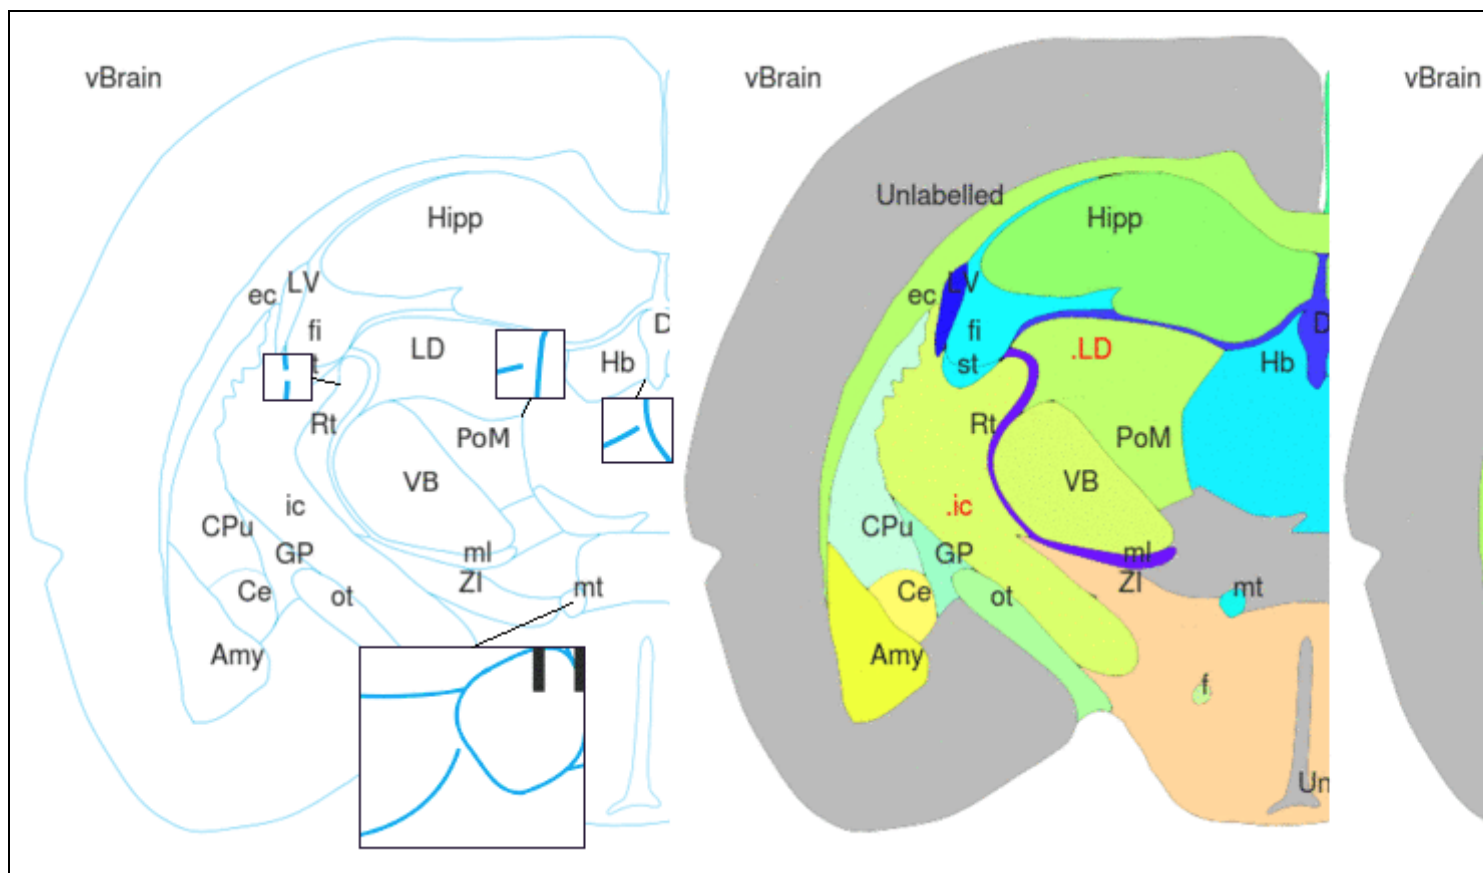 vBrain
Hipp
LV
ec
fi
t
LD
D
Hb
Rt
PoM
VB
ic
CPu
GP
ml
ZI
Ce
ot
mt
Amy
vBrain
Unlabelled
Hipp
LV
ec
fi
D
st
.LD
Hb
Rt
PoM
VB
.ic
CPu
GP
ml
ZI
Ce
ot
mt
Amy
f
Un
vBrain